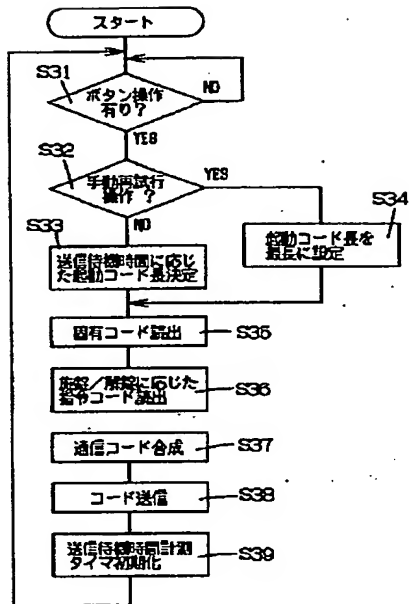 スタート
S31
ボタン操作
有り?
NO
YES
S32
手動再試行
操作?
YES
NO
S33
送信待機時間に応じ
た起動コード長決定
S34
起動コード長を
最長に設定
固有コード読出
S35
施錠/解錠に応じた
指令コード読出
S36
通信コード合成
S37
コード送信
S38
送信待機時間計測
タイマ初期化
S39